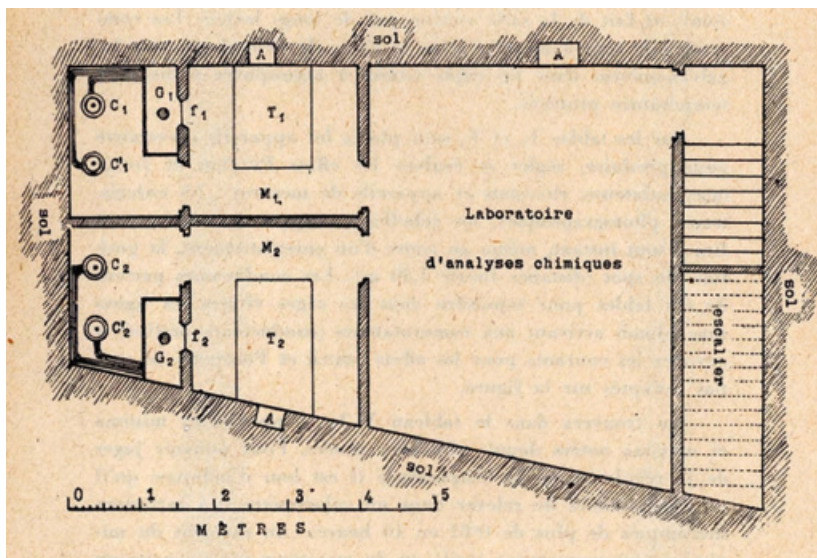 A
sol
A
C₁
G₁
f₁
T₁
C'₁
M₁
sol
Laboratoire
M₂
C₂
d'analyses chimiques
sol
C'₂
G₂
f₂
T₂
escalier
A
sol
0 1 2 3 4 5
MÈTRES